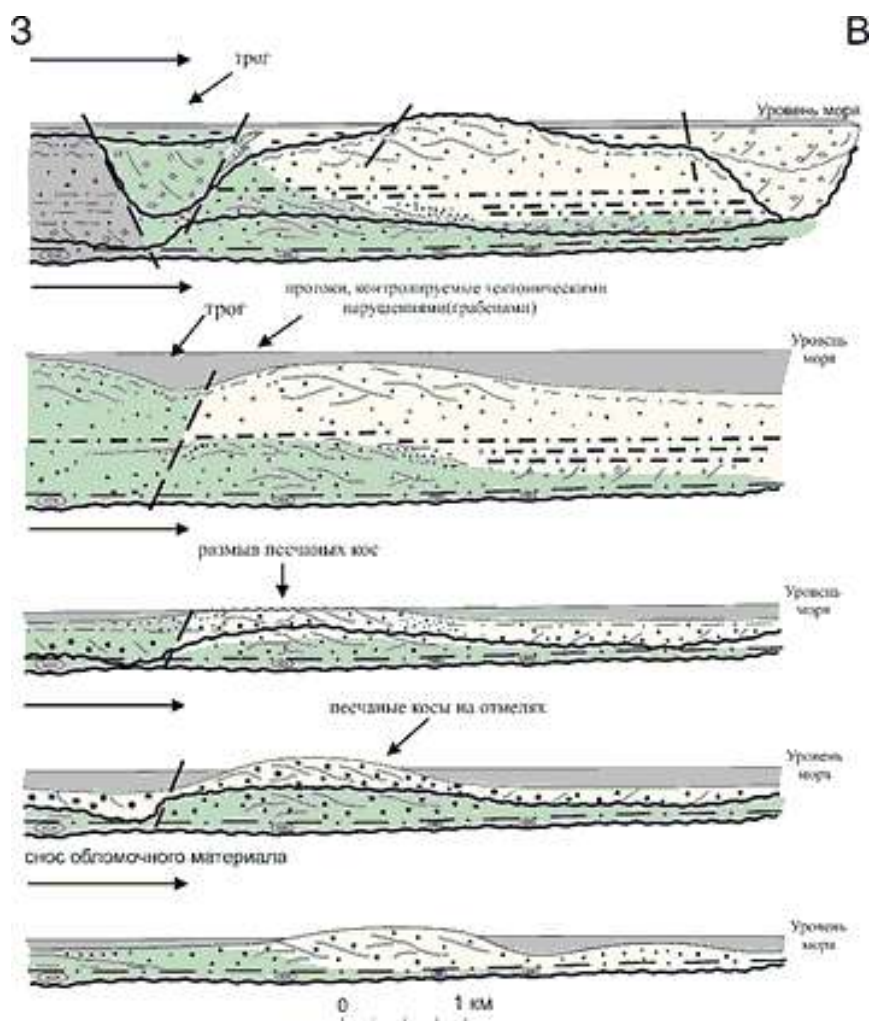 З
В
трог
Уровень моря
протоки, контролируемые тектоническими
нарушениями(грабенами)
трог
Уровень
моря
размыв песчаных кос
Уровень
моря
песчаные косы на отмелях
Уровень
моря
снос обломочного материала
Уровень
моря
0 1 км